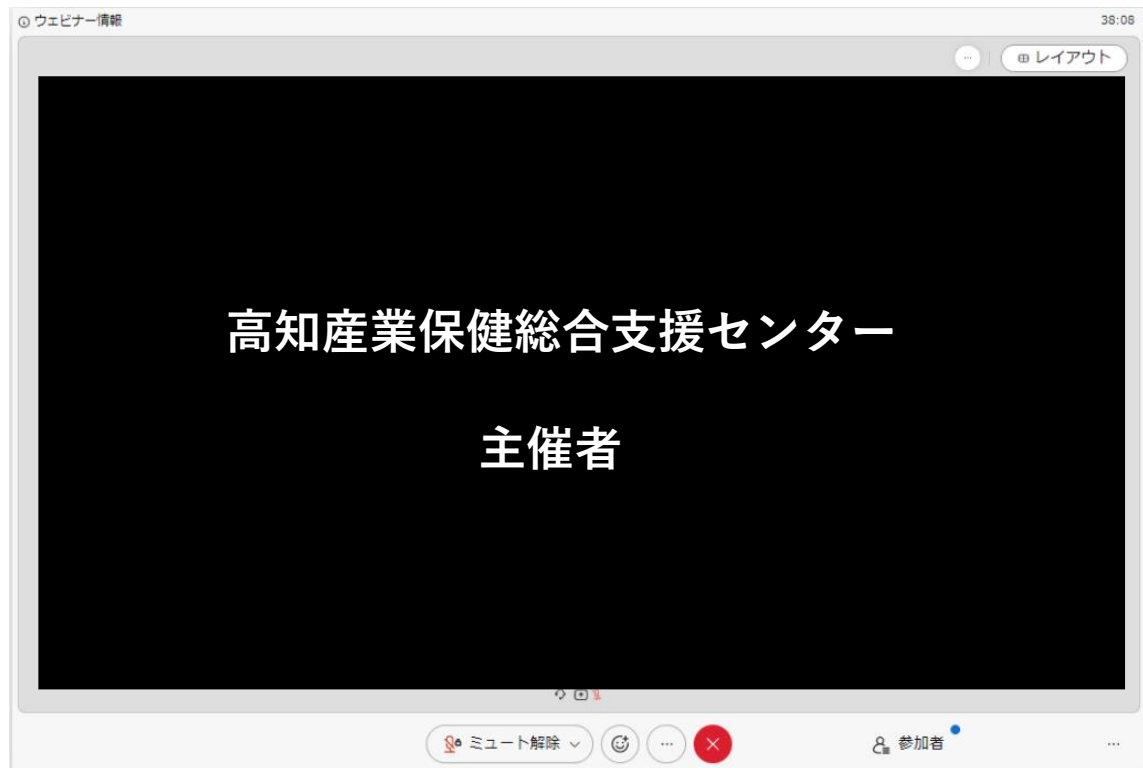 ウェビナー情報
38:08
レイアウト
高知産業保健総合支援センター
主催者
ミュート解除
参加者